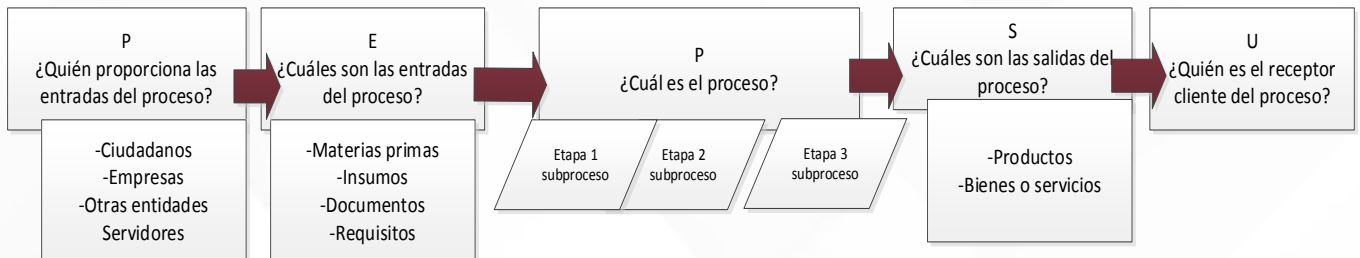 P
¿Quién proporciona las
entradas del proceso?
-Ciudadanos
-Empresas
-Otras entidades
Servidores
E
¿Cuáles son las entradas
del proceso?
-Materias primas
-Insumos
-Documentos
-Requisitos
P
¿Cuál es el proceso?
Etapa 1
subproceso
Etapa 2
subproceso
Etapa 3
subproceso
S
¿Cuáles son las salidas del
proceso?
-Productos
-Bienes o servicios
U
¿Quién es el receptor
cliente del proceso?